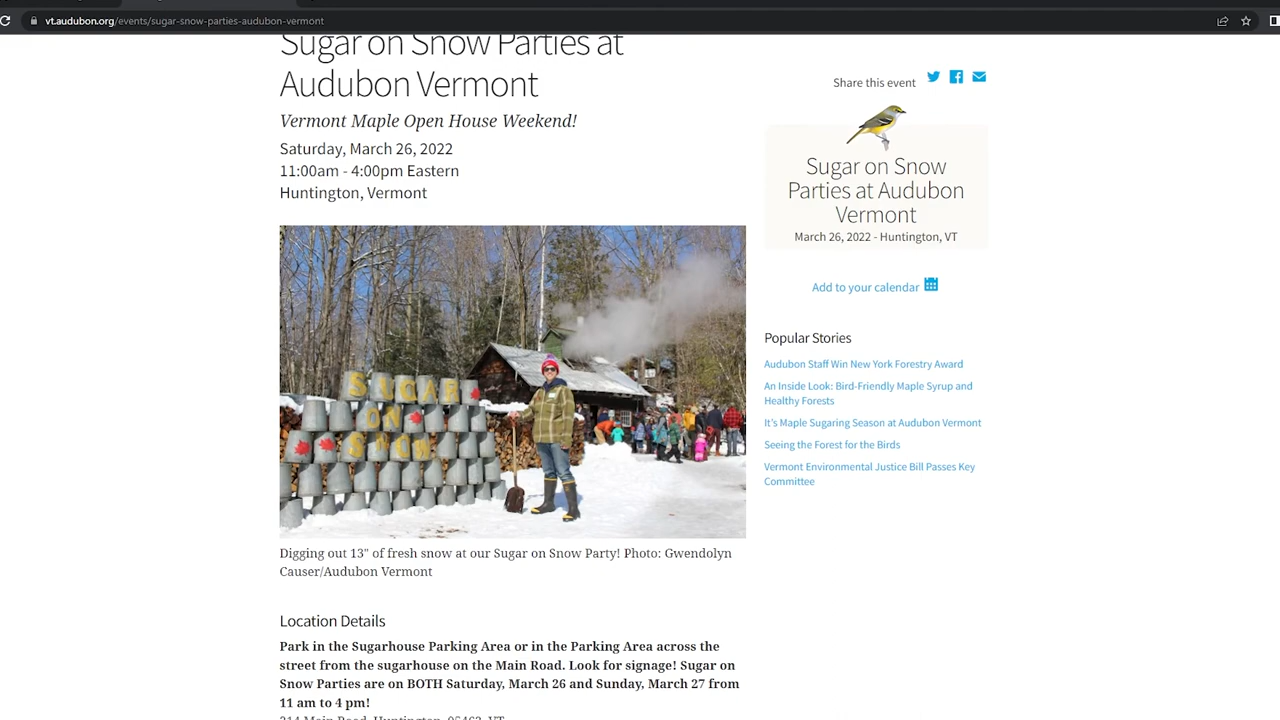 vt.audubon.org/events/sugar-snow-parties-audubon-vermont
Sugar on Snow Parties at
Audubon Vermont
Vermont Maple Open House Weekend!
Saturday, March 26, 2022
11:00am - 4:00pm Eastern
Huntington, Vermont
SUGAR
ON
SNOW
Digging out 13" of fresh snow at our Sugar on Snow Party! Photo: Gwendolyn
Causer/Audubon Vermont
Location Details
Park in the Sugarhouse Parking Area or in the Parking Area across the
street from the sugarhouse on the Main Road. Look for signage! Sugar on
Snow Parties are on BOTH Saturday, March 26 and Sunday, March 27 from
11 am to 4 pm!
Main Road, Huntington, VT
Share this event
Sugar on Snow
Parties at Audubon
Vermont
March 26, 2022 - Huntington, VT
Add to your calendar
Popular Stories
Audubon Staff Win New York Forestry Award
An Inside Look: Bird-Friendly Maple Syrup and
Healthy Forests
It's Maple Sugaring Season at Audubon Vermont
Seeing the Forest for the Birds
Vermont Environmental Justice Bill Passes Key
Committee